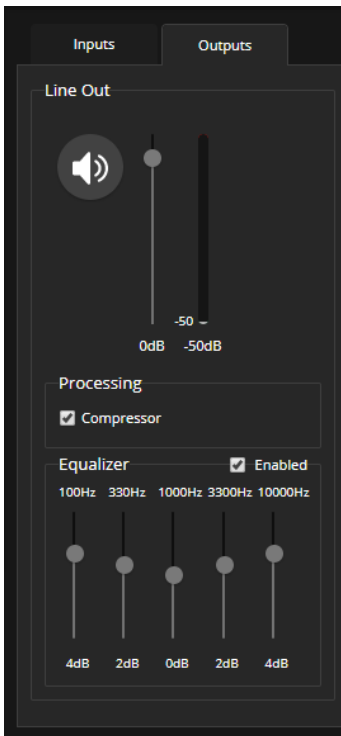 Inputs Outputs
Line Out
-50
0dB -50dB
Processing
Compressor
Equalizer Enabled
100Hz 330Hz 1000Hz 3300Hz 10000Hz
4dB 2dB 0dB 2dB 4dB